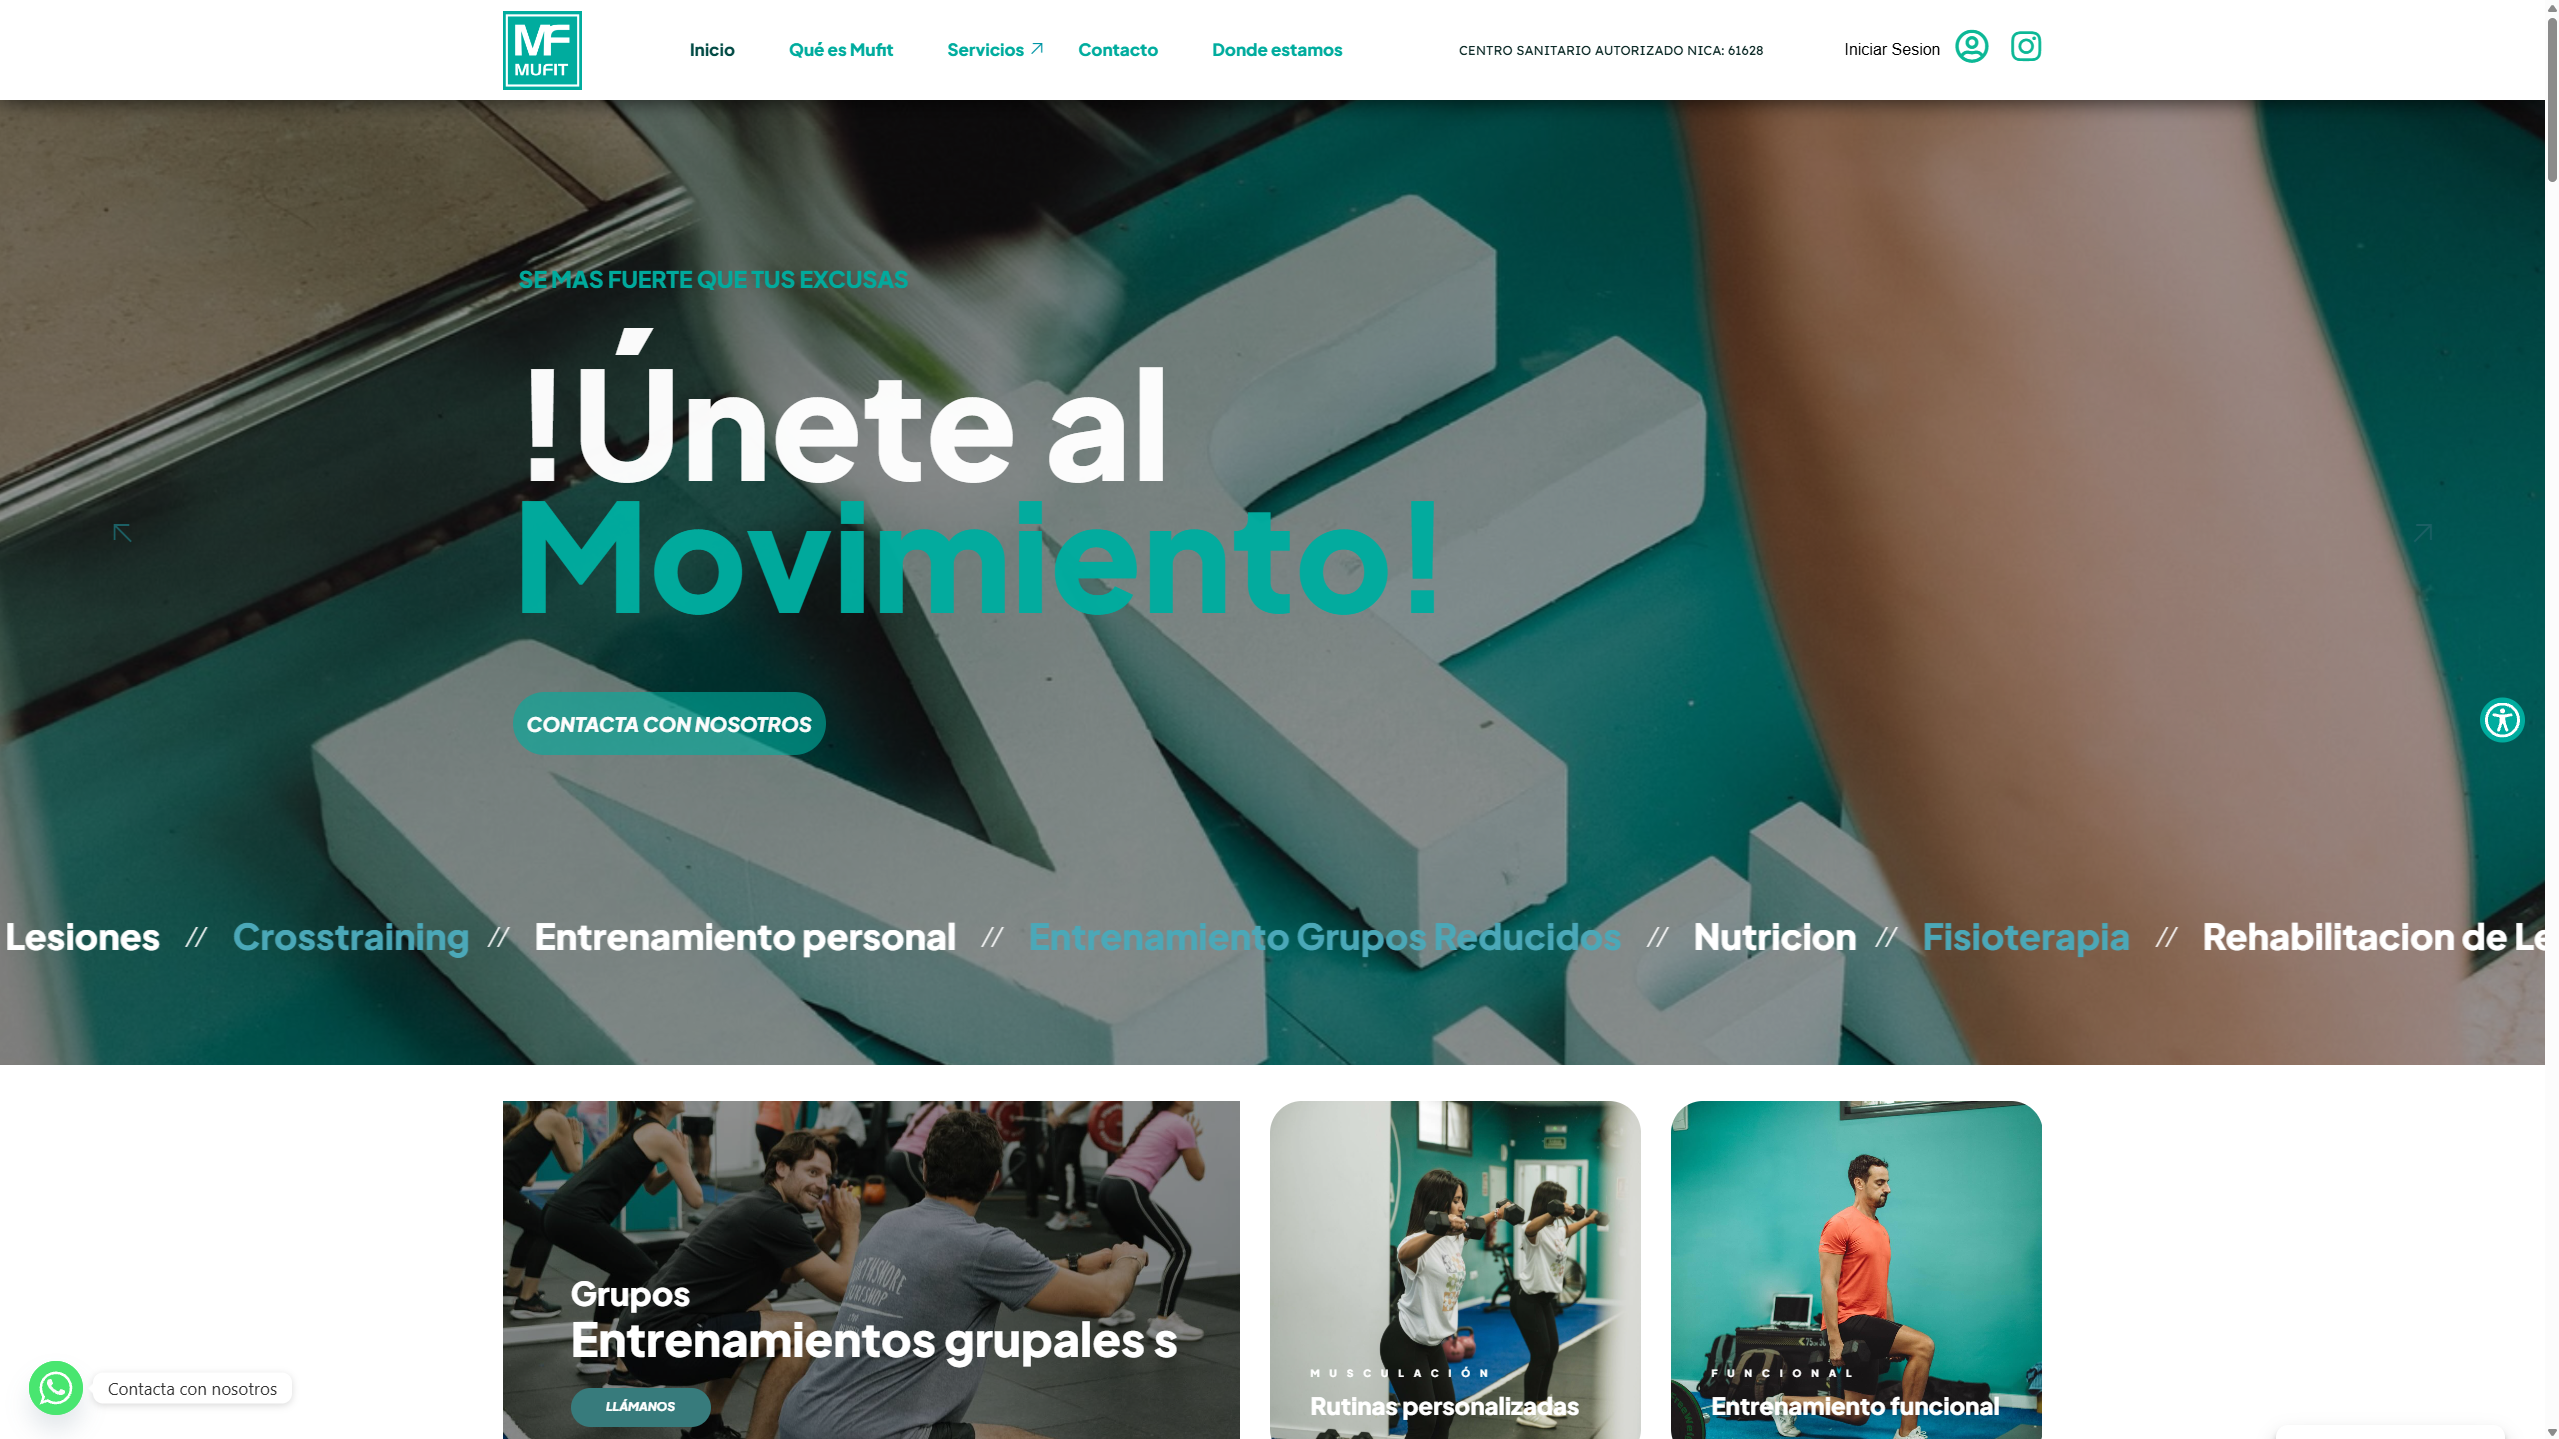 MF
MUFIT
Inicio
Qué es Mufit
Servicios
Contacto
Donde estamos
CENTRO SANITARIO AUTORIZADO NICA: 61628
Iniciar Sesion
SE MAS FUERTE QUE TUS EXCUSAS
!Únete al
Movimiento!
CONTACTA CON NOSOTROS
Lesiones // Crosstraining // Entrenamiento personal // Entrenamiento Grupos Reducidos // Nutricion // Fisioterapia // Rehabilitacion de Le
Grupos
Entrenamientos grupales s
LLÁMANOS
MUSCULACIÓN
Rutinas personalizadas
FUNCIONAL
Entrenamiento funcional
Contacta con nosotros